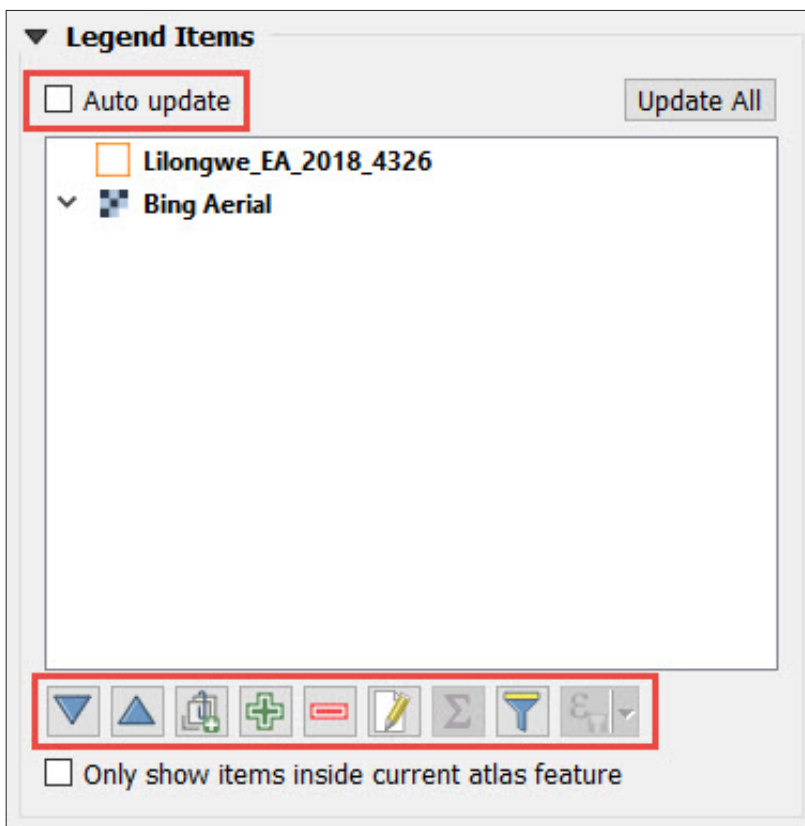 Legend Items
Auto update
Update All
Lilongwe_EA_2018_4326
Bing Aerial
Σ
ε
Only show items inside current atlas feature